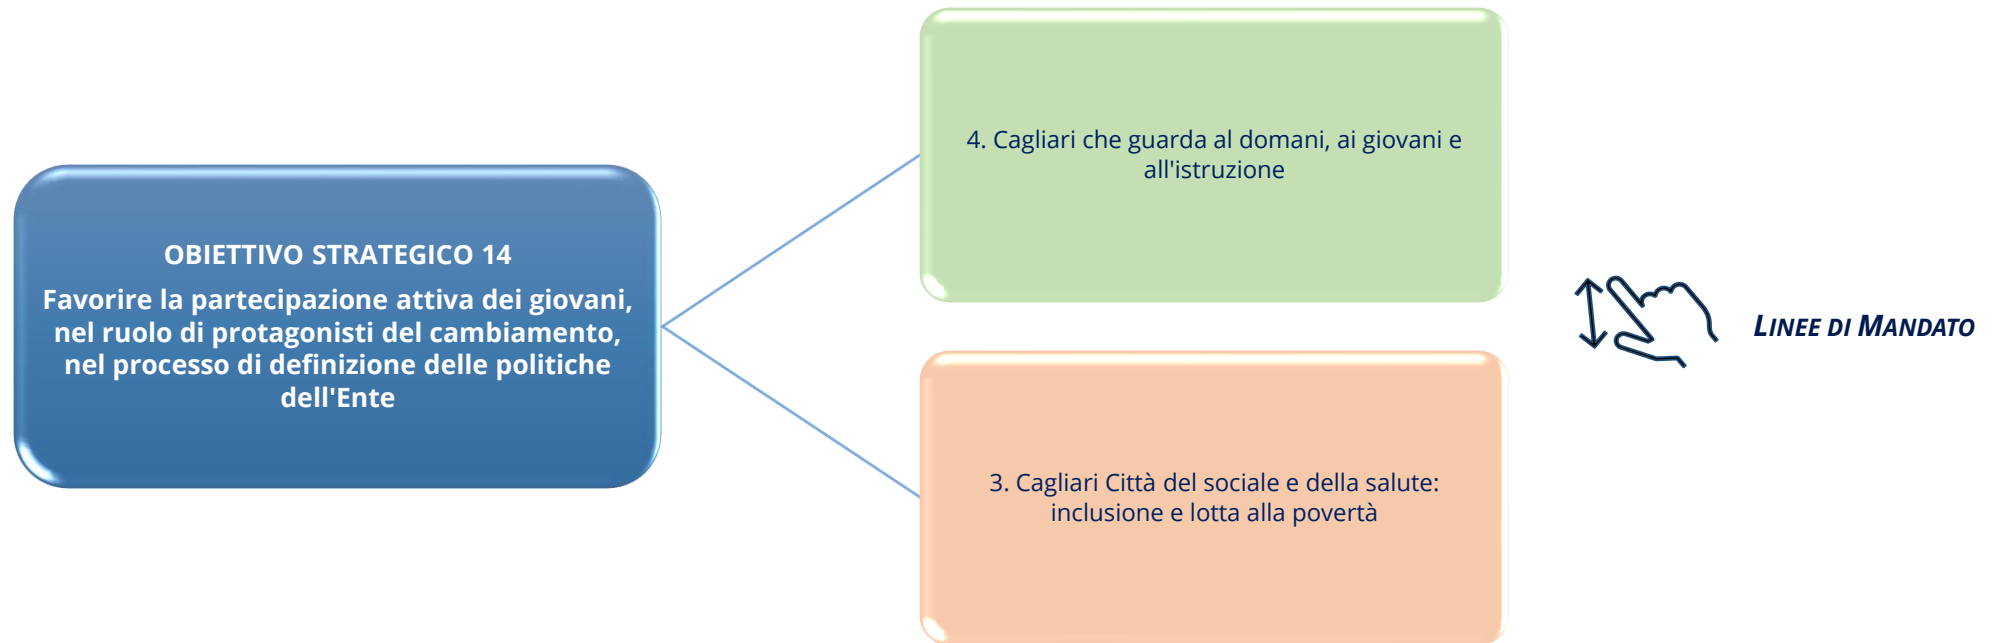 OBIETTIVO STRATEGICO 14
Favorire la partecipazione attiva dei giovani,
nel ruolo di protagonisti del cambiamento,
nel processo di definizione delle politiche
dell'Ente
4. Cagliari che guarda al domani, ai giovani e
all'istruzione
3. Cagliari Città del sociale e della salute:
inclusione e lotta alla povertà
LINEE DI MANDATO